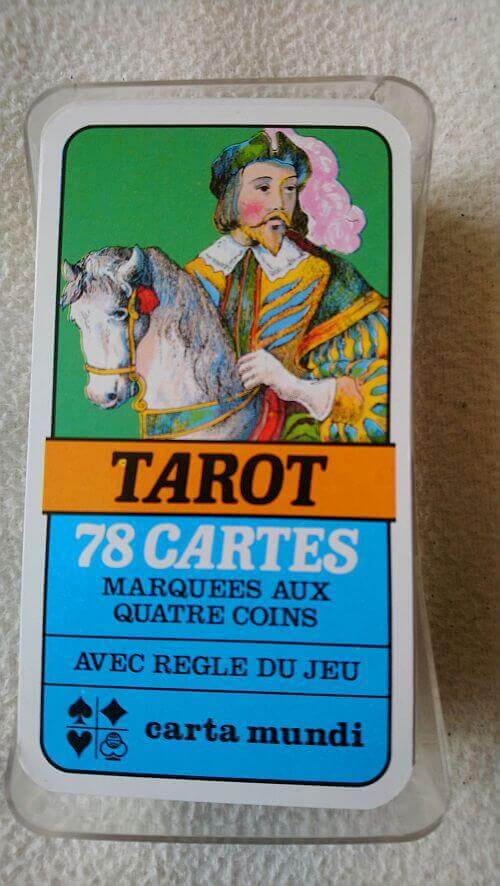 TAROT
78 CARTES
MARQUEES AUX
QUATRE COINS
AVEC REGLE DU JEU
carta mundi